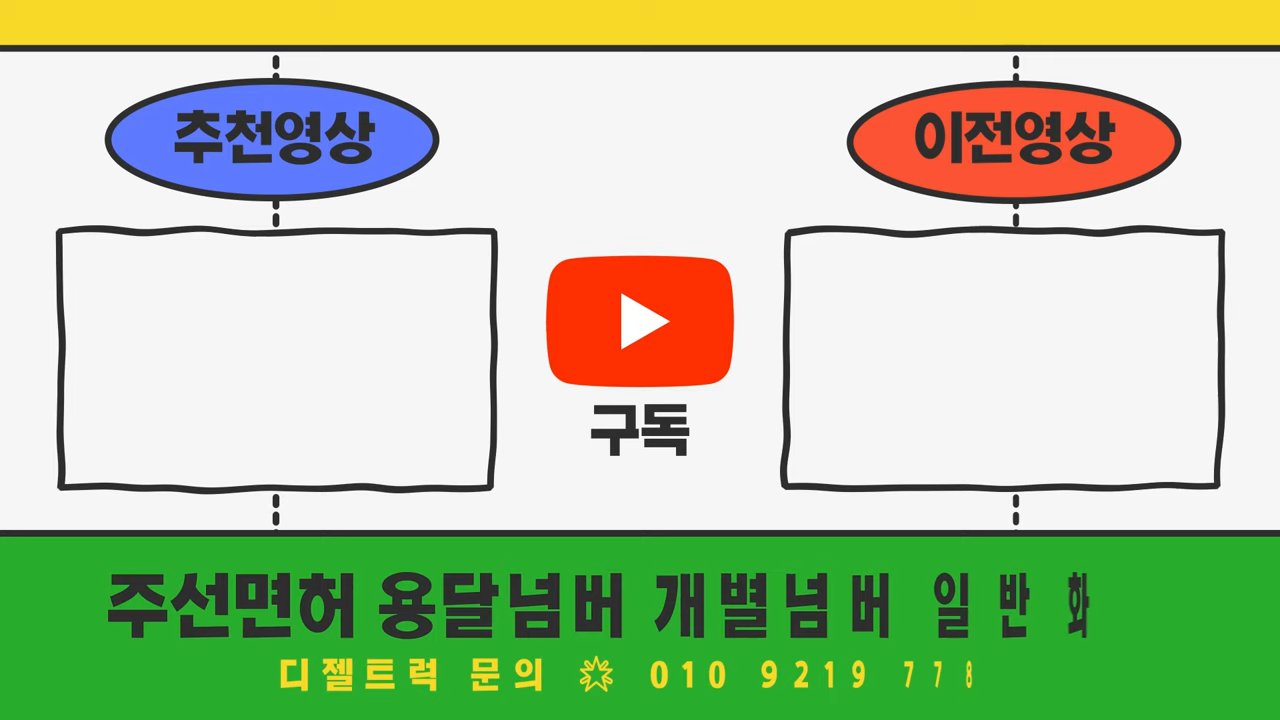 추천영상
이전영상
구독
주선면허 용달넘버 개별넘버 일반화
디젤트럭 문의 010 9219 778